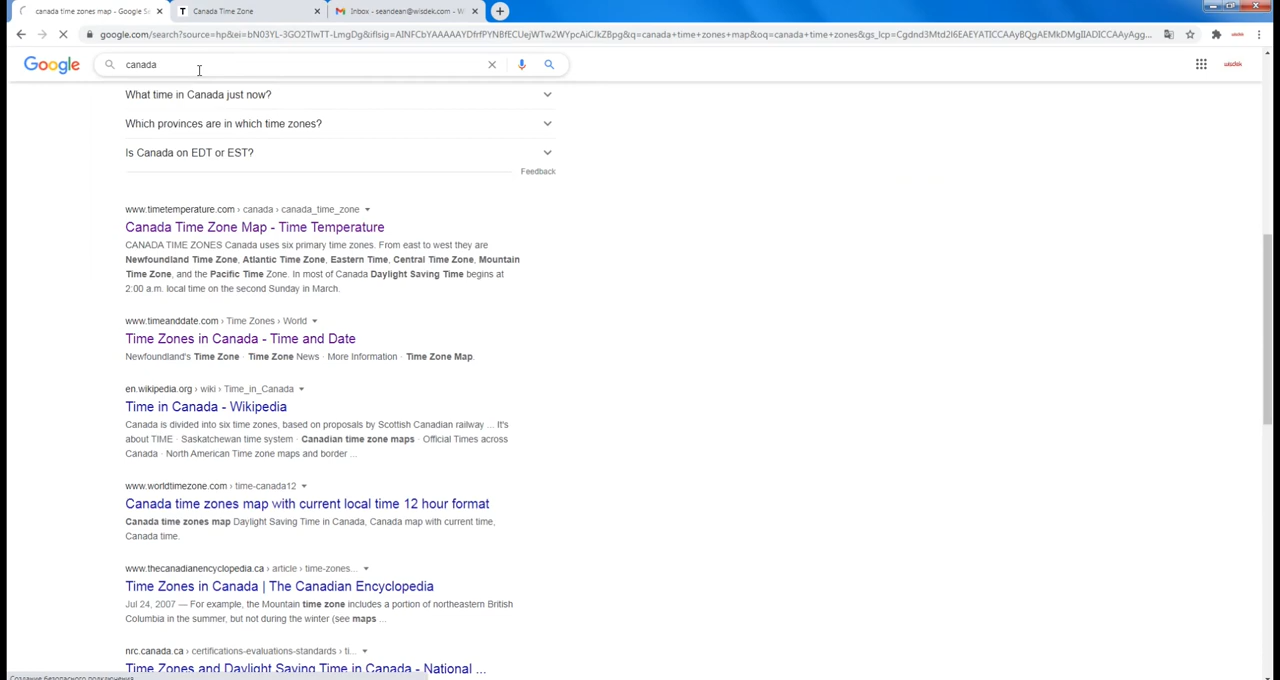 canada time zones map - Google Se
Canada Time Zone
Inbox - seandean@wisdek.com - W
google.com/search?source=hp&ei=bN03YL-3GO2TlwTT-LmgDg&iflsig=AINFCbYAAAAAYDfrfPYNBfECUejWTw2WYpcAiCJkZBpg&q=canada+time+zones+map&oq=canada+time+zones&gs_lcp=Cgdnd3Mtd2l6EAEYATICCAAyBQgAEMkDMgIIADICCAAyAgg...
Google
canada
wisdek
What time in Canada just now?
Which provinces are in which time zones?
Is Canada on EDT or EST?
Feedback
www.timetemperature.com › canada › canada_time_zone
Canada Time Zone Map - Time Temperature
CANADA TIME ZONES Canada uses six primary time zones. From east to west they are
Newfoundland Time Zone, Atlantic Time Zone, Eastern Time, Central Time Zone, Mountain
Time Zone, and the Pacific Time Zone. In most of Canada Daylight Saving Time begins at
2:00 a.m. local time on the second Sunday in March.
www.timeanddate.com › Time Zones › World
Time Zones in Canada - Time and Date
Newfoundland's Time Zone · Time Zone News · More Information · Time Zone Map.
en.wikipedia.org › wiki › Time_in_Canada
Time in Canada - Wikipedia
Canada is divided into six time zones, based on proposals by Scottish Canadian railway ... It's
about TIME · Saskatchewan time system · Canadian time zone maps · Official Times across
Canada · North American Time zone maps and border ...
www.worldtimezone.com › time-canada12
Canada time zones map with current local time 12 hour format
Canada time zones map Daylight Saving Time in Canada, Canada map with current time,
Canada time.
www.thecanadianencyclopedia.ca › article › time-zones...
Time Zones in Canada | The Canadian Encyclopedia
Jul 24, 2007 — For example, the Mountain time zone includes a portion of northeastern British
Columbia in the summer, but not during the winter (see maps ...
nrc.canada.ca › certifications-evaluations-standards › ti...
Time Zones and Daylight Saving Time in Canada - National ...
Создание безопасного подключения